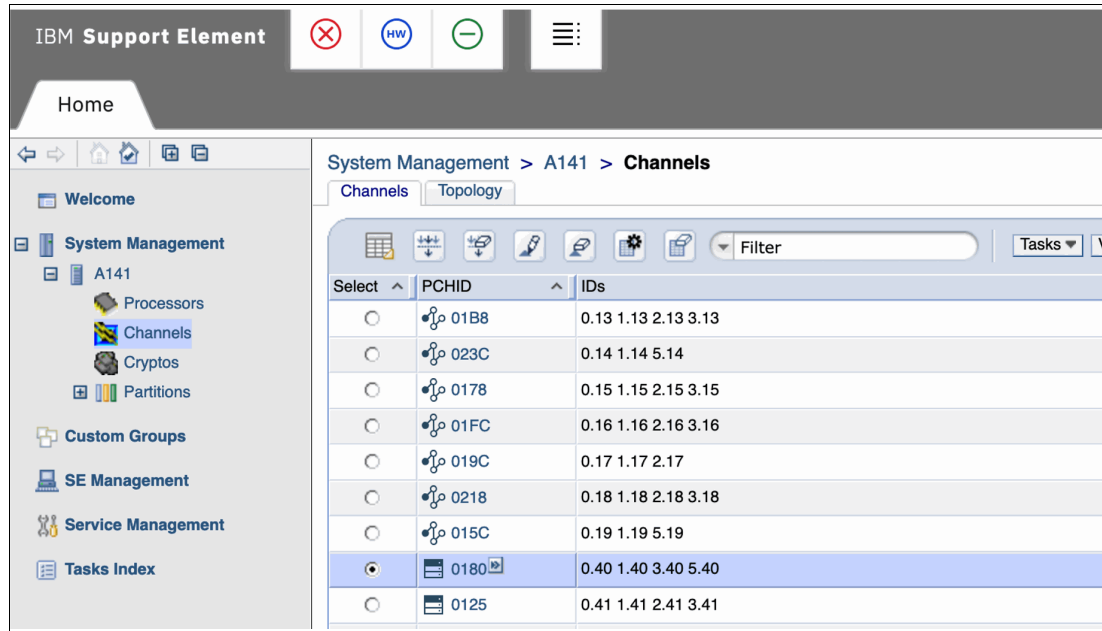 IBM Support Element
HW
Home
System Management > A141 > Channels
Channels
Topology
Welcome
System Management
A141
Processors
Channels
Cryptos
Partitions
Custom Groups
SE Management
Service Management
Tasks Index
Filter
Tasks
Select PCHID IDs
01B8 0.13 1.13 2.13 3.13
023C 0.14 1.14 5.14
0178 0.15 1.15 2.15 3.15
01FC 0.16 1.16 2.16 3.16
019C 0.17 1.17 2.17
0218 0.18 1.18 2.18 3.18
015C 0.19 1.19 5.19
0180 0.40 1.40 3.40 5.40
0125 0.41 1.41 2.41 3.41